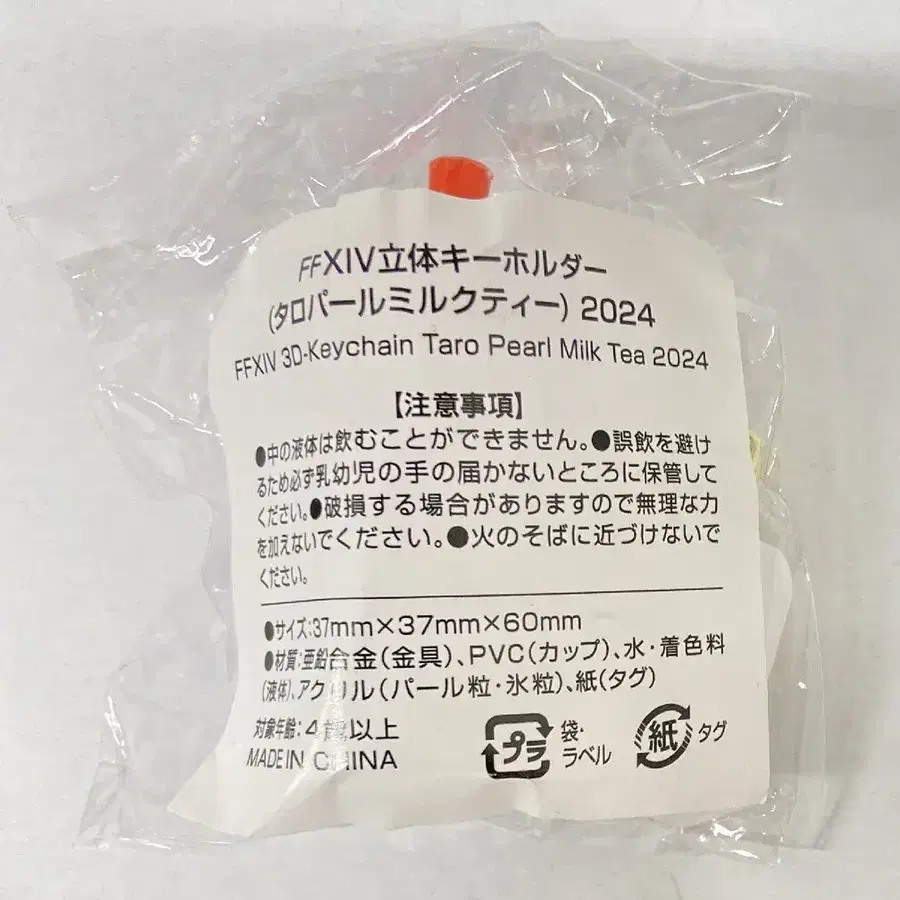 FFXIV立体キーホルダー
(タロパールミルクティー) 2024
FFXIV 3D-Keychain Taro Pearl Milk Tea 2024
【注意事項】
●中の液体は飲むことができません。●誤飲を避け
るため必ず乳幼児の手の届かないところに保管して
ください。●破損する場合がありますので無理な力
を加えないでください。●火のそばに近づけないで
ください。
●サイズ:37mm×37mm×60mm
●材質:亜鉛合金(金具)、PVC(カップ)、水・着色料
(液体)、アクリル(パール粒・氷粒)、紙(タグ)
対象年齢:4歳以上
MADE IN CHINA
プラ 袋・
ラベル
紙 タグ